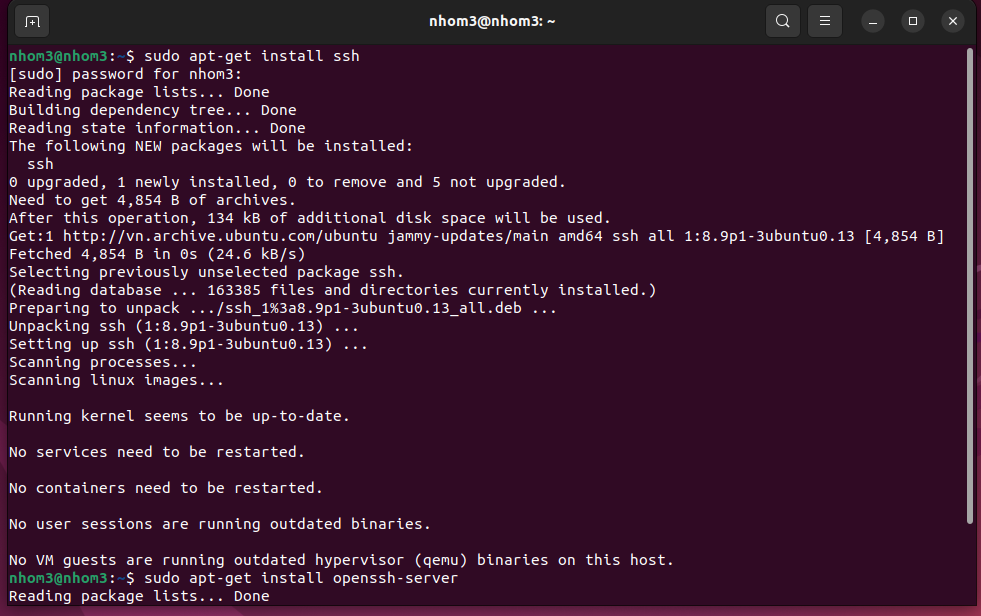 nhom3@nhom3: ~
nhom3@nhom3:~$ sudo apt-get install ssh
[sudo] password for nhom3:
Reading package lists... Done
Building dependency tree... Done
Reading state information... Done
The following NEW packages will be installed:
  ssh
0 upgraded, 1 newly installed, 0 to remove and 5 not upgraded.
Need to get 4,854 B of archives.
After this operation, 134 kB of additional disk space will be used.
Get:1 http://vn.archive.ubuntu.com/ubuntu jammy-updates/main amd64 ssh all 1:8.9p1-3ubuntu0.13 [4,854 B]
Fetched 4,854 B in 0s (24.6 kB/s)
Selecting previously unselected package ssh.
(Reading database ... 163385 files and directories currently installed.)
Preparing to unpack .../ssh_1%3a8.9p1-3ubuntu0.13_all.deb ...
Unpacking ssh (1:8.9p1-3ubuntu0.13) ...
Setting up ssh (1:8.9p1-3ubuntu0.13) ...
Scanning processes...
Scanning linux images...
Running kernel seems to be up-to-date.
No services need to be restarted.
No containers need to be restarted.
No user sessions are running outdated binaries.
No VM guests are running outdated hypervisor (qemu) binaries on this host.
nhom3@nhom3:~$ sudo apt-get install openssh-server
Reading package lists... Done